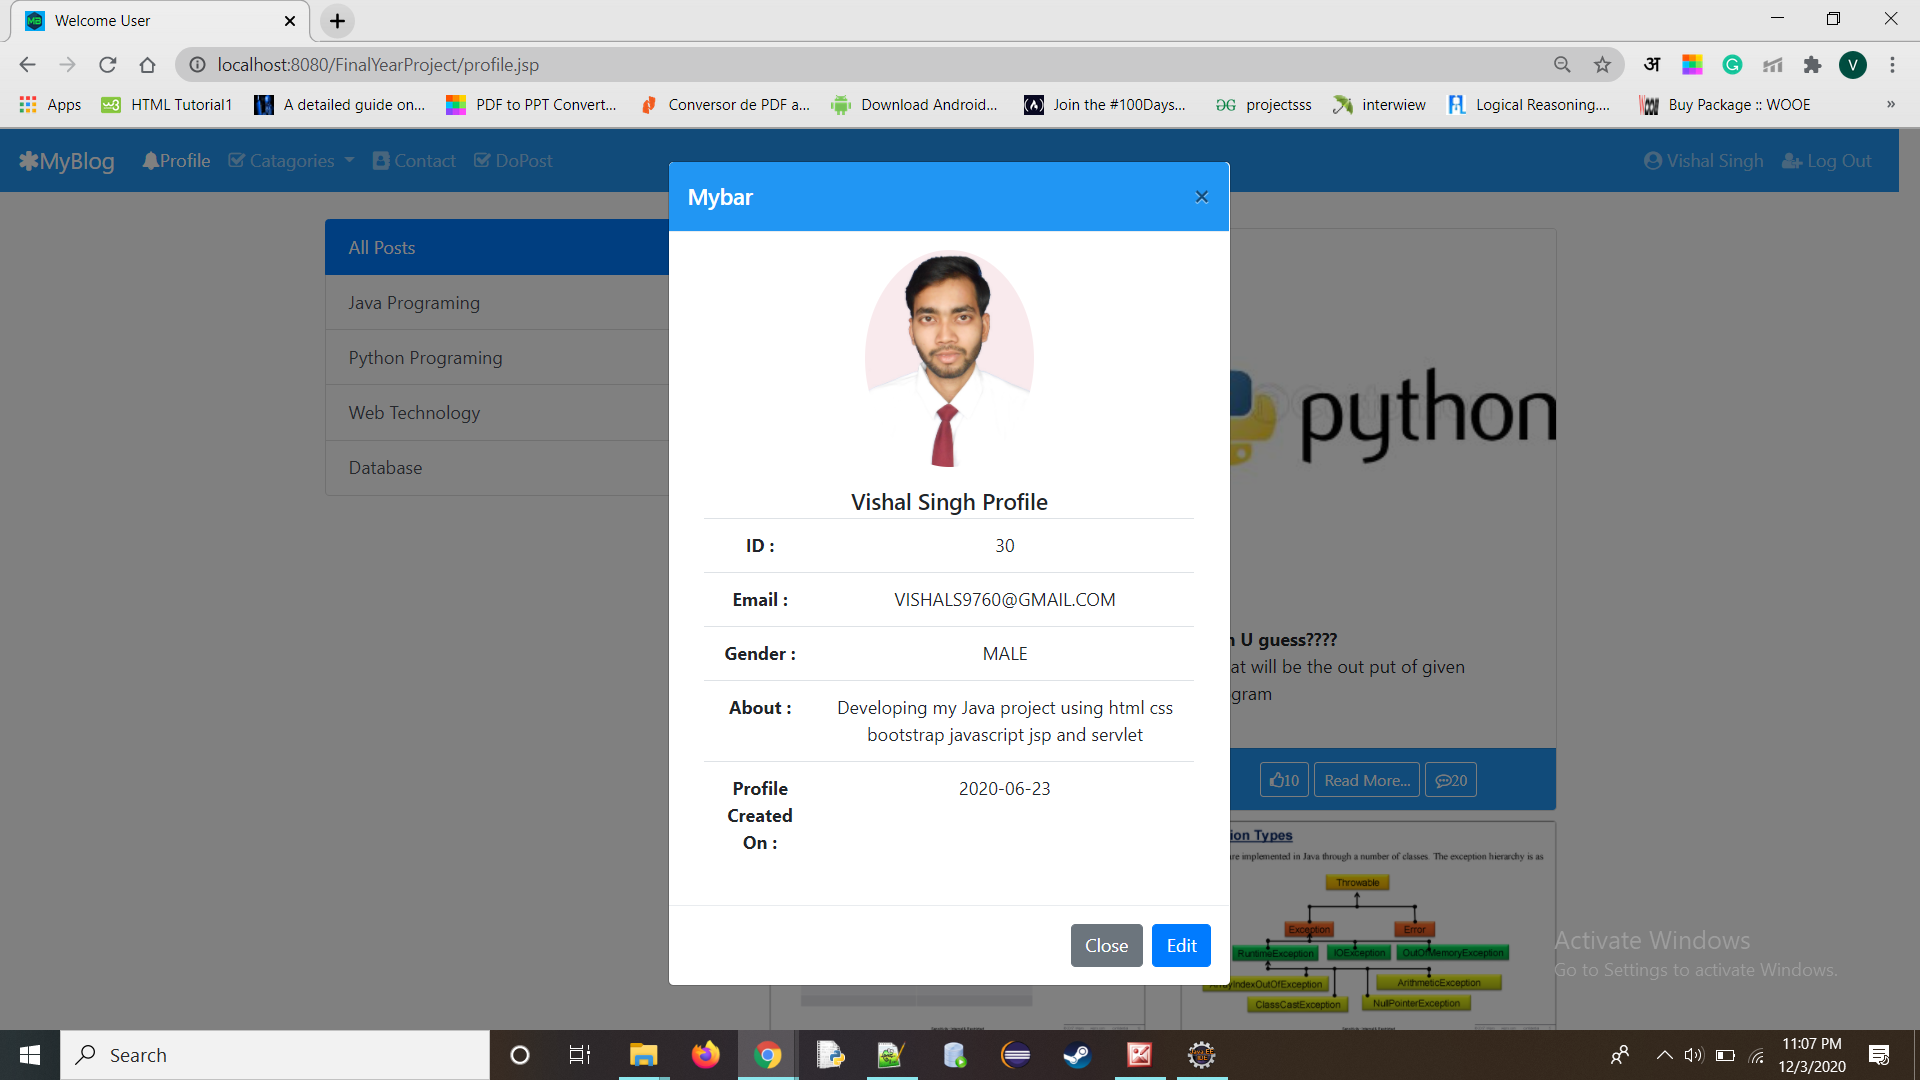 Welcome User
localhost:8080/FinalYearProject/profile.jsp
अ
V
Apps
HTML Tutorial1
A detailed guide on...
PDF to PPT Convert...
Conversor de PDF a...
Download Android...
Join the #100Days...
projectsss
interwiew
Logical Reasoning....
Buy Package :: WOOE
»
MyBlog
Profile
Catagories
Contact
DoPost
Vishal Singh
Log Out
Mybar
×
All Posts
Java Programing
Python Programing
Web Technology
Database
python
Vishal Singh Profile
ID :
30
Email :
VISHALS9760@GMAIL.COM
Gender :
MALE
About :
Developing my Java project using html css
bootstrap javascript jsp and servlet
Profile
Created
On :
2020-06-23
Close
Edit
U guess????
at will be the out put of given
gram
10
Read More...
20
ion Types
re implemented in Java through a number of classes. The exception hierarchy is as
Throwable
Exception
Error
RuntimeException
IOException
OutOfMemoryException
ArrayIndexOutOfException
ArithmeticException
ClassCastException
NullPointerException
Activate Windows
Go to Settings to activate Windows.
Search
11:07 PM
12/3/2020